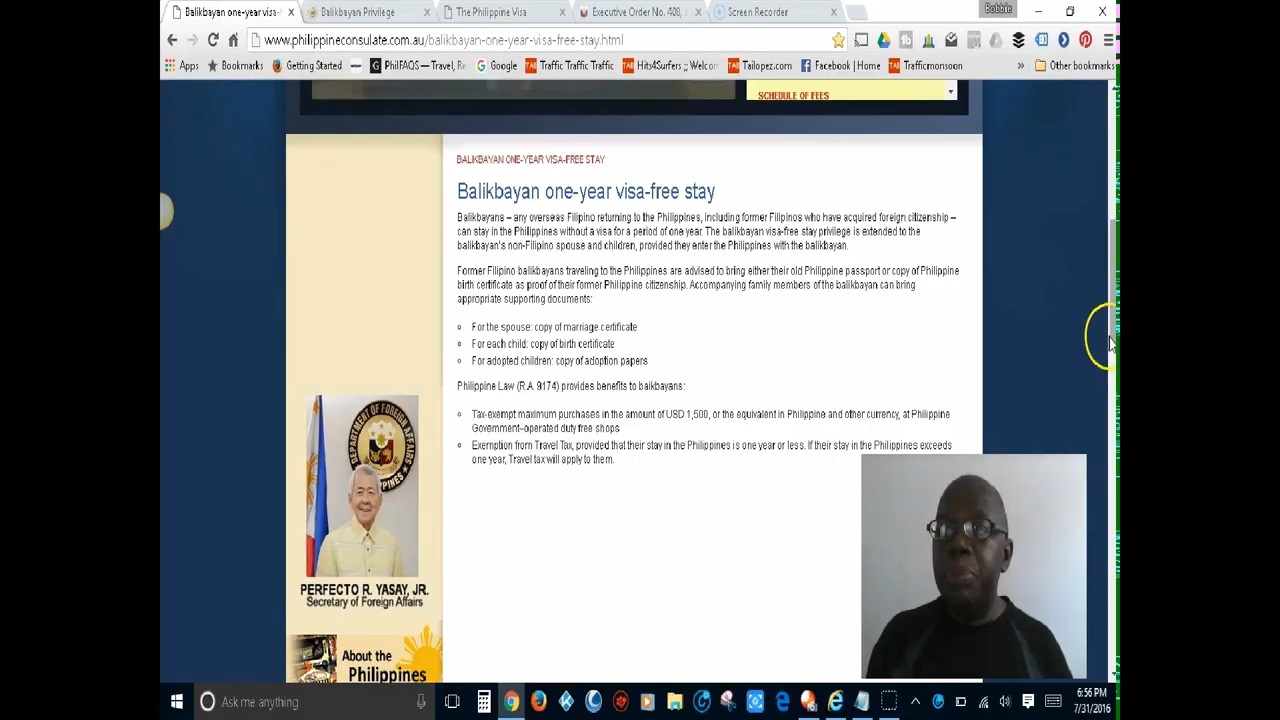 Balikbayan one-year visa-
Balikbayan Privilege
The Philippine Visa
Executive Order No. 408, s
Screen Recorder
Bobbie
www.philippineconsulate.com.au/balikbayan-one-year-visa-free-stay.html
Apps
Bookmarks
Getting Started
PhilFAQS — Travel, Re
Google
Traffic Traffic Traffic
Hits4Surfers ;; Welcon
Tailopez.com
Facebook | Home
Trafficmonsoon
»
Other bookmarks
SCHEDULE OF FEES
BALIKBAYAN ONE-YEAR VISA-FREE STAY
Balikbayan one-year visa-free stay
Balikbayans – any overseas Filipino returning to the Philippines, including former Filipinos who have acquired foreign citizenship –
can stay in the Philippines without a visa for a period of one year. The balikbayan visa-free stay privilege is extended to the
balikbayan's non-Filipino spouse and children, provided they enter the Philippines with the balikbayan.
Former Filipino balikbayans traveling to the Philippines are advised to bring either their old Philippine passport or copy of Philippine
birth certificate as proof of their former Philippine citizenship. Accompanying family members of the balikbayan can bring
appropriate supporting documents:
For the spouse: copy of marriage certificate
For each child: copy of birth certificate
For adopted children: copy of adoption papers
Philippine Law (R.A. 9174) provides benefits to balikbayans:
Tax-exempt maximum purchases in the amount of USD 1,500, or the equivalent in Philippine and other currency, at Philippine
Government-operated duty free shops
Exemption from Travel Tax, provided that their stay in the Philippines is one year or less. If their stay in the Philippines exceeds
one year, Travel tax will apply to them.
DEPARTMENT OF FOREIGN AFFAIRS
PERFECTO R. YASAY, JR.
Secretary of Foreign Affairs
About the
Philippines
Ask me anything
6:56 PM
7/31/2016